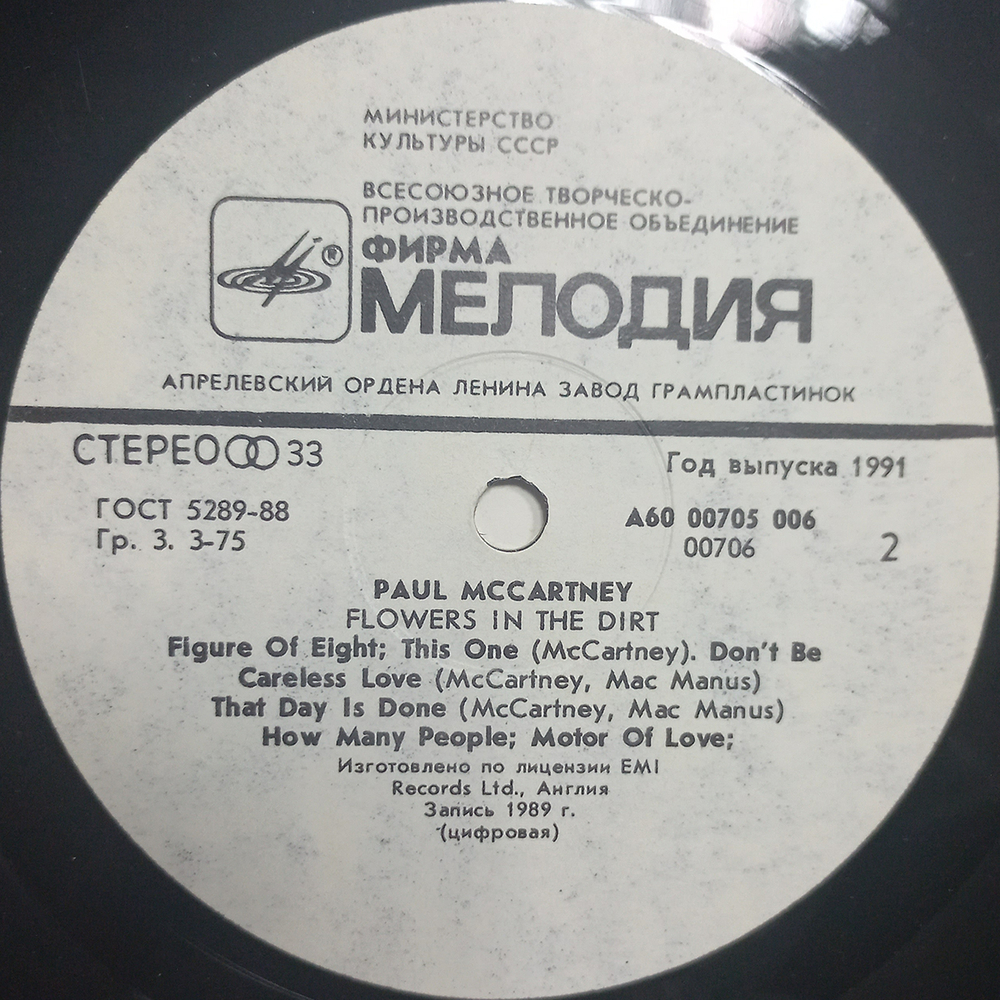 МИНИСТЕРСТВО
КУЛЬТУРЫ СССР
ВСЕСОЮЗНОЕ ТВОРЧЕСКО-
ПРОИЗВОДСТВЕННОЕ ОБЪЕДИНЕНИЕ
ФИРМА
®
МЕЛОДИЯ
АПРЕЛЕВСКИЙ ОРДЕНА ЛЕНИНА ЗАВОД ГРАМПЛАСТИНОК
СТЕРЕО 33
Год выпуска 1991
ГОСТ 5289-88
Гр. 3. 3-75
А60 00705 006
00706
2
PAUL MCCARTNEY
FLOWERS IN THE DIRT
Figure Of Eight; This One (McCartney). Don't Be
Careless Love (McCartney, Mac Manus)
That Day Is Done (McCartney, Mac Manus)
How Many People; Motor Of Love;
Изготовлено по лицензии EMI
Records Ltd., Англия
Запись 1989 г.
(цифровая)